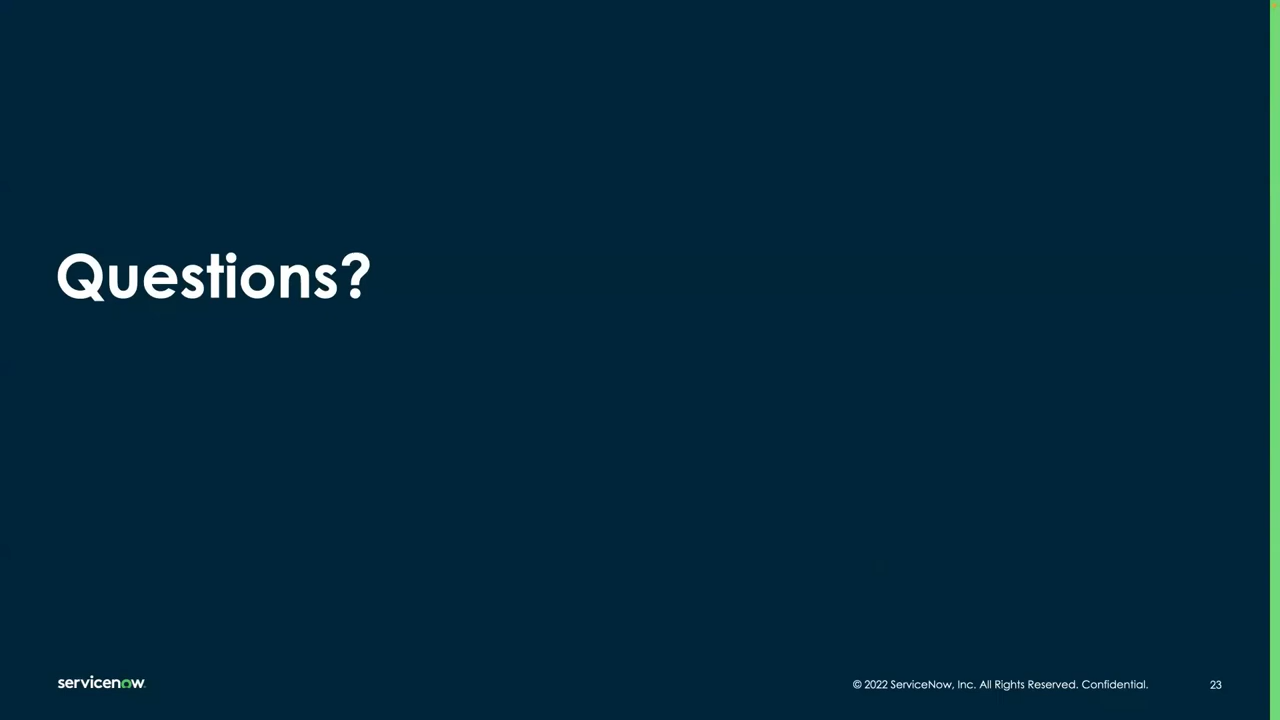 Questions?
servicenow.
© 2022 ServiceNow, Inc. All Rights Reserved. Confidential.
23